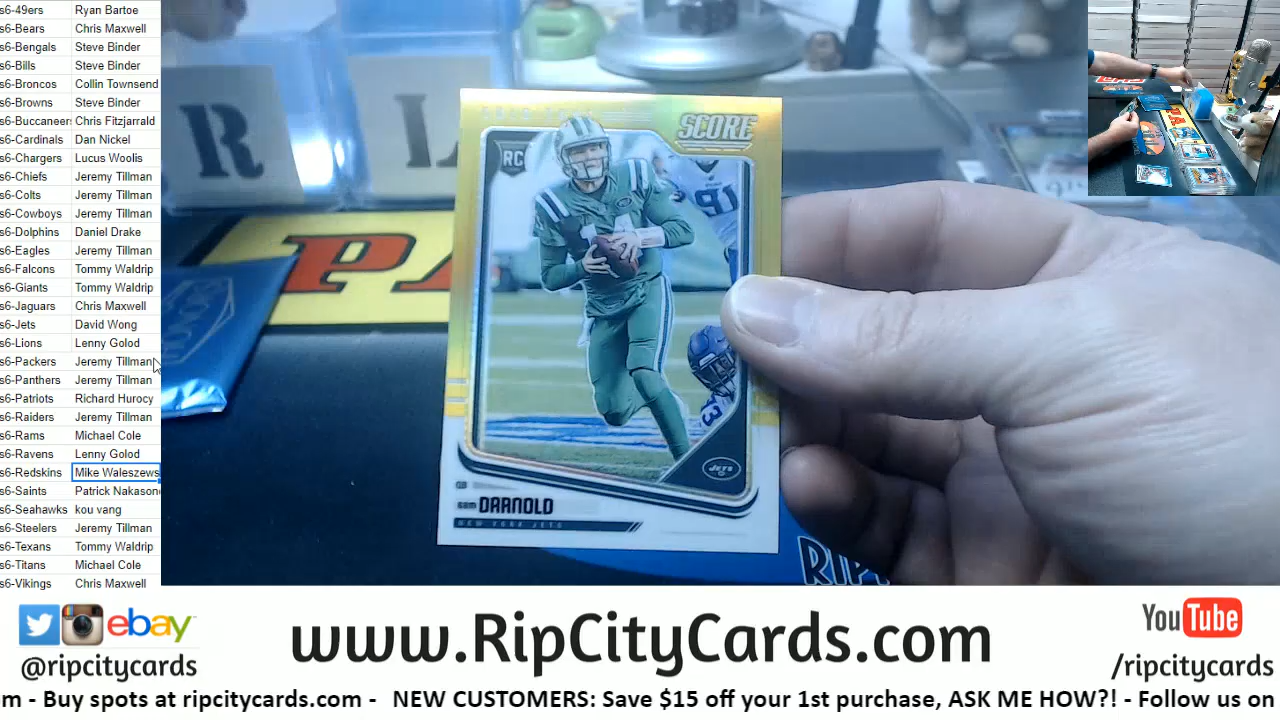 s6-49ers Ryan Bartoe
s6-Bears Chris Maxwell
s6-Bengals Steve Binder
s6-Bills Steve Binder
s6-Broncos Collin Townsend
s6-Browns Steve Binder
s6-Buccaneers Chris Fitzjarrald
s6-Cardinals Dan Nickel
s6-Chargers Lucus Woolis
s6-Chiefs Jeremy Tillman
s6-Colts Jeremy Tillman
s6-Cowboys Jeremy Tillman
s6-Dolphins Daniel Drake
s6-Eagles Jeremy Tillman
s6-Falcons Tommy Waldrip
s6-Giants Tommy Waldrip
s6-Jaguars Chris Maxwell
s6-Jets David Wong
s6-Lions Lenny Golod
s6-Packers Jeremy Tillman
s6-Panthers Jeremy Tillman
s6-Patriots Richard Hurocy
s6-Raiders Jeremy Tillman
s6-Rams Michael Cole
s6-Ravens Lenny Golod
s6-Redskins Mike Waleszews
s6-Saints Patrick Nakason
s6-Seahawks kou vang
s6-Steelers Jeremy Tillman
s6-Texans Tommy Waldrip
s6-Titans Michael Cole
s6-Vikings Chris Maxwell
R
PA
SCORE
RC
91
14
JETS
QB
SAM DARNOLD
NEW YORK JETS
RIP
ebay
@ripcitycards
www.RipCityCards.com
YouTube
/ripcitycards
m - Buy spots at ripcitycards.com - NEW CUSTOMERS: Save $15 off your 1st purchase, ASK ME HOW?! - Follow us on